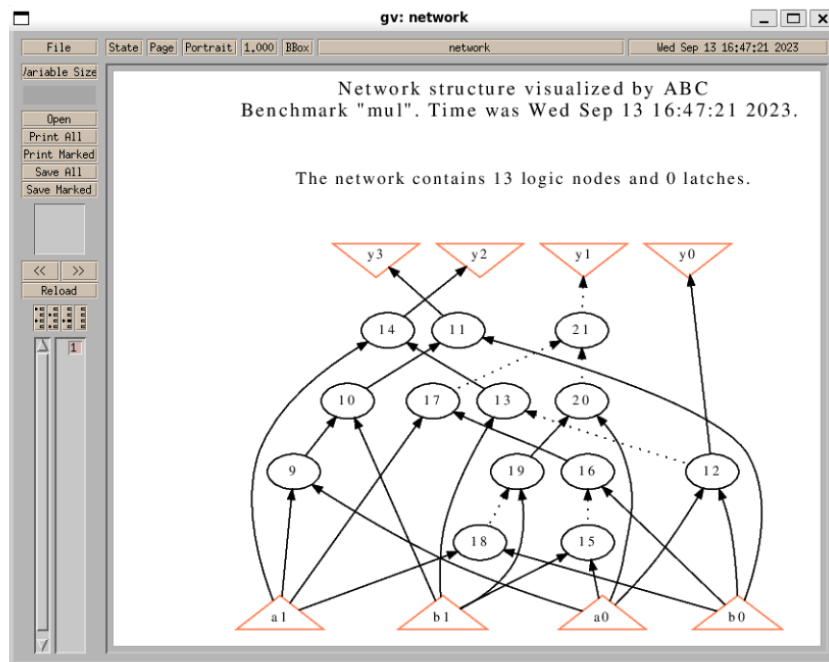 gv: network
File State Page Portrait 1.000 BBox network Wed Sep 13 16:47:21 2023
/ariable Size
Open
Print All
Print Marked
Save All
Save Marked
<< >>
Reload
1
Network structure visualized by ABC
Benchmark "mul". Time was Wed Sep 13 16:47:21 2023.
The network contains 13 logic nodes and 0 latches.
y3 y2 y1 y0
14 11 21
10 17 13 20
9 19 16 12
18 15
a1 b1 a0 b0